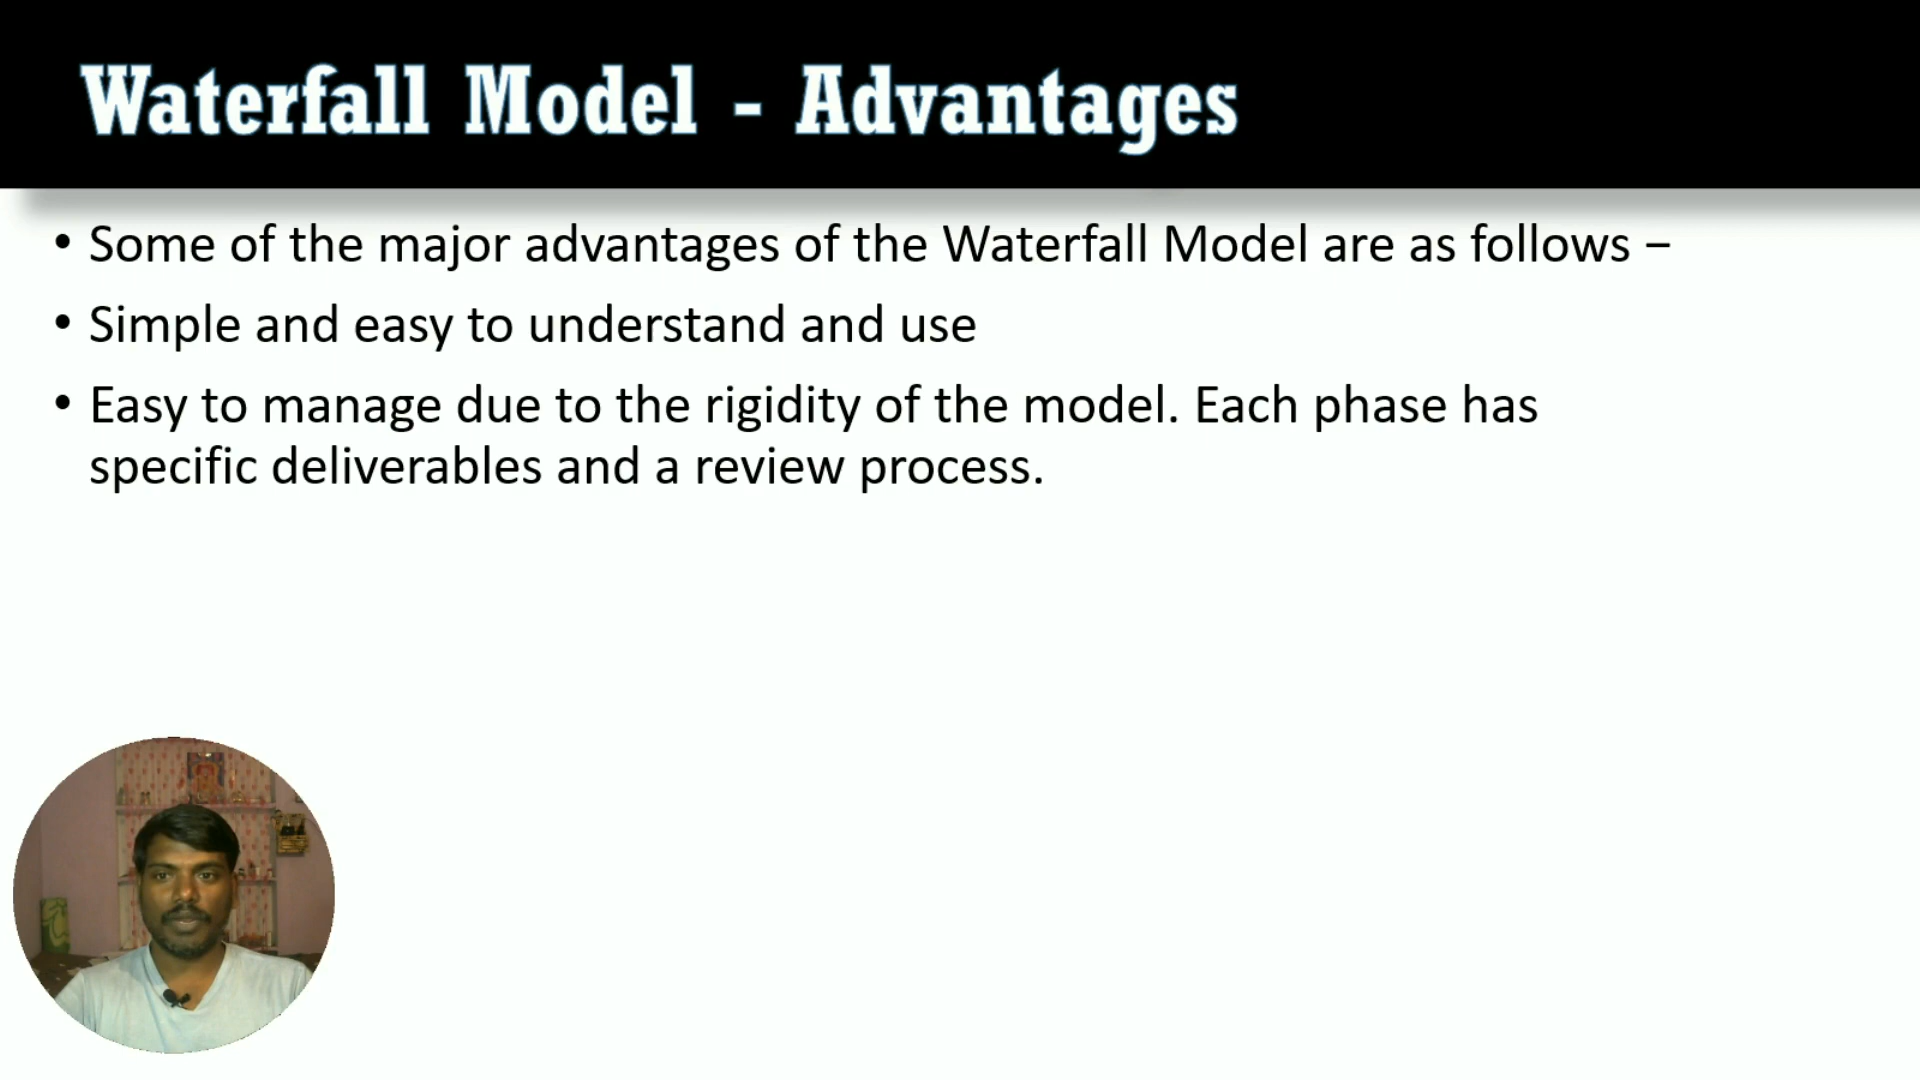 Waterfall Model - Advantages
• Some of the major advantages of the Waterfall Model are as follows −
• Simple and easy to understand and use
• Easy to manage due to the rigidity of the model. Each phase has
specific deliverables and a review process.